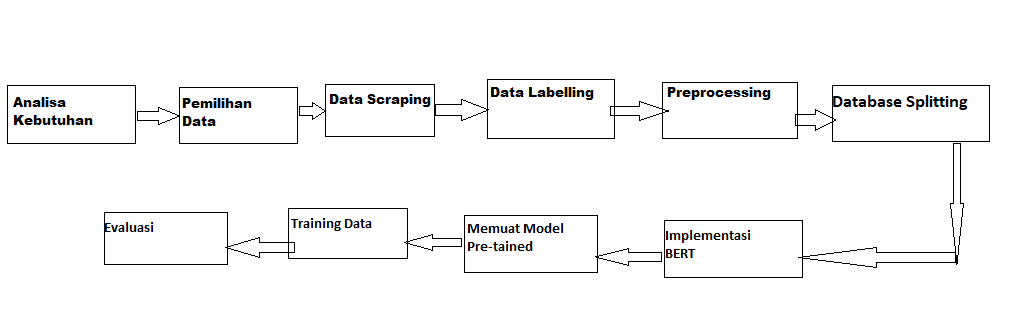 Analisa
Kebutuhan
Pemilihan
Data
Data Scraping
Data Labelling
Preprocessing
Database Splitting
Implementasi
BERT
Memuat Model
Pre-tained
Training Data
Evaluasi